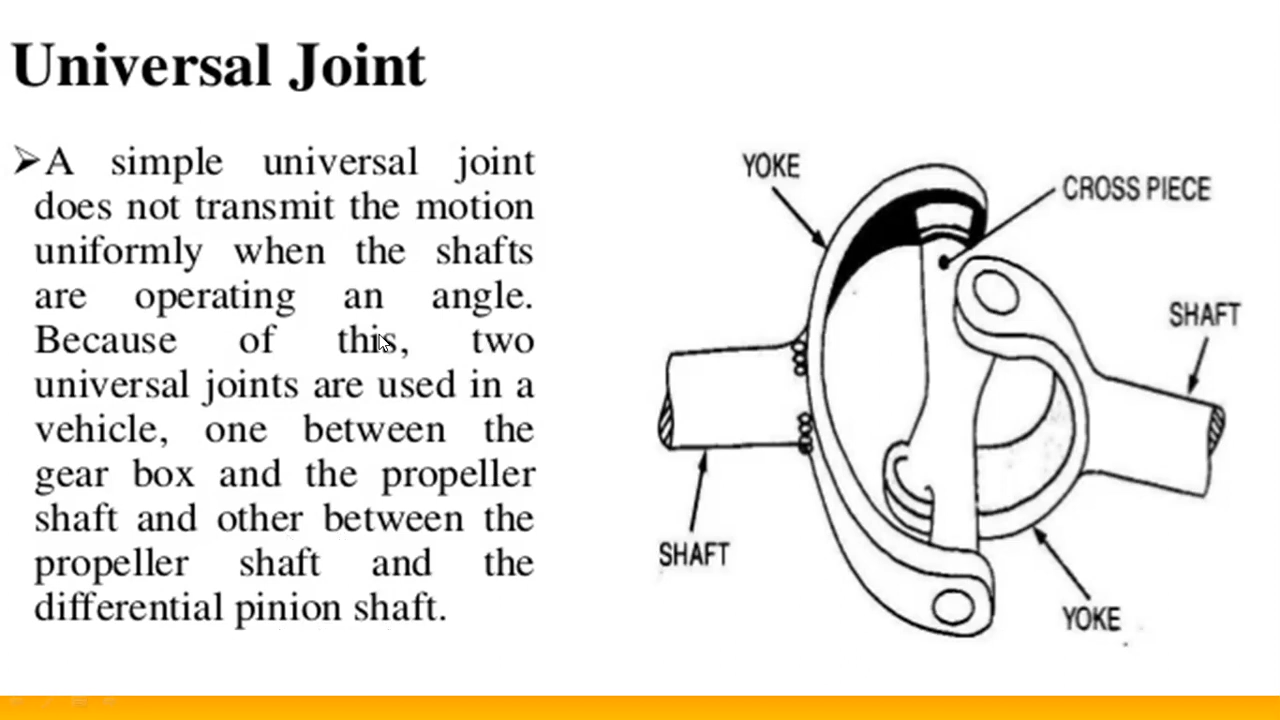 Universal Joint
➢A simple universal joint
does not transmit the motion
uniformly when the shafts
are operating an angle.
Because of this, two
universal joints are used in a
vehicle, one between the
gear box and the propeller
shaft and other between the
propeller shaft and the
differential pinion shaft.
YOKE
CROSS PIECE
SHAFT
SHAFT
YOKE